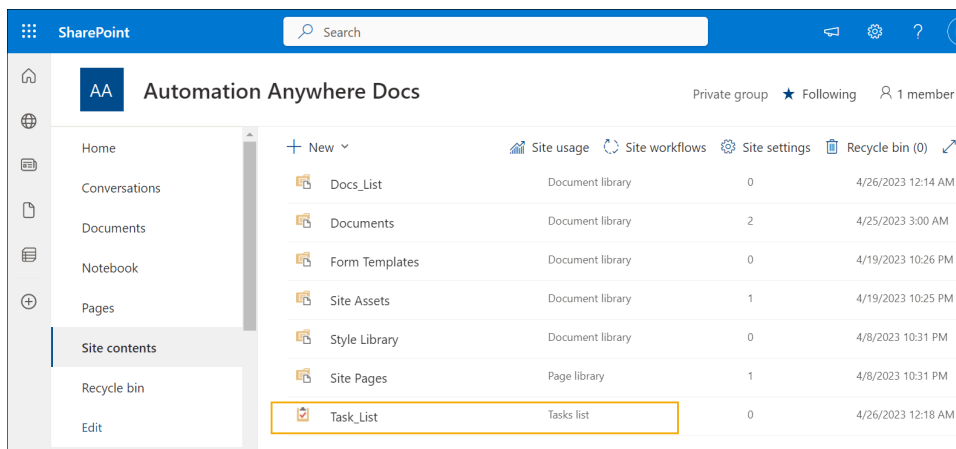 SharePoint
Search
AA
Automation Anywhere Docs
Private group ★ Following 1 member
Home
Conversations
Documents
Notebook
Pages
Site contents
Recycle bin
Edit
+ New Site usage Site workflows Site settings Recycle bin (0)
Docs_List Document library 0 4/26/2023 12:14 AM
Documents Document library 2 4/25/2023 3:00 AM
Form Templates Document library 0 4/19/2023 10:26 PM
Site Assets Document library 1 4/19/2023 10:25 PM
Style Library Document library 0 4/8/2023 10:31 PM
Site Pages Page library 1 4/8/2023 10:31 PM
Task_List Tasks list 0 4/26/2023 12:18 AM